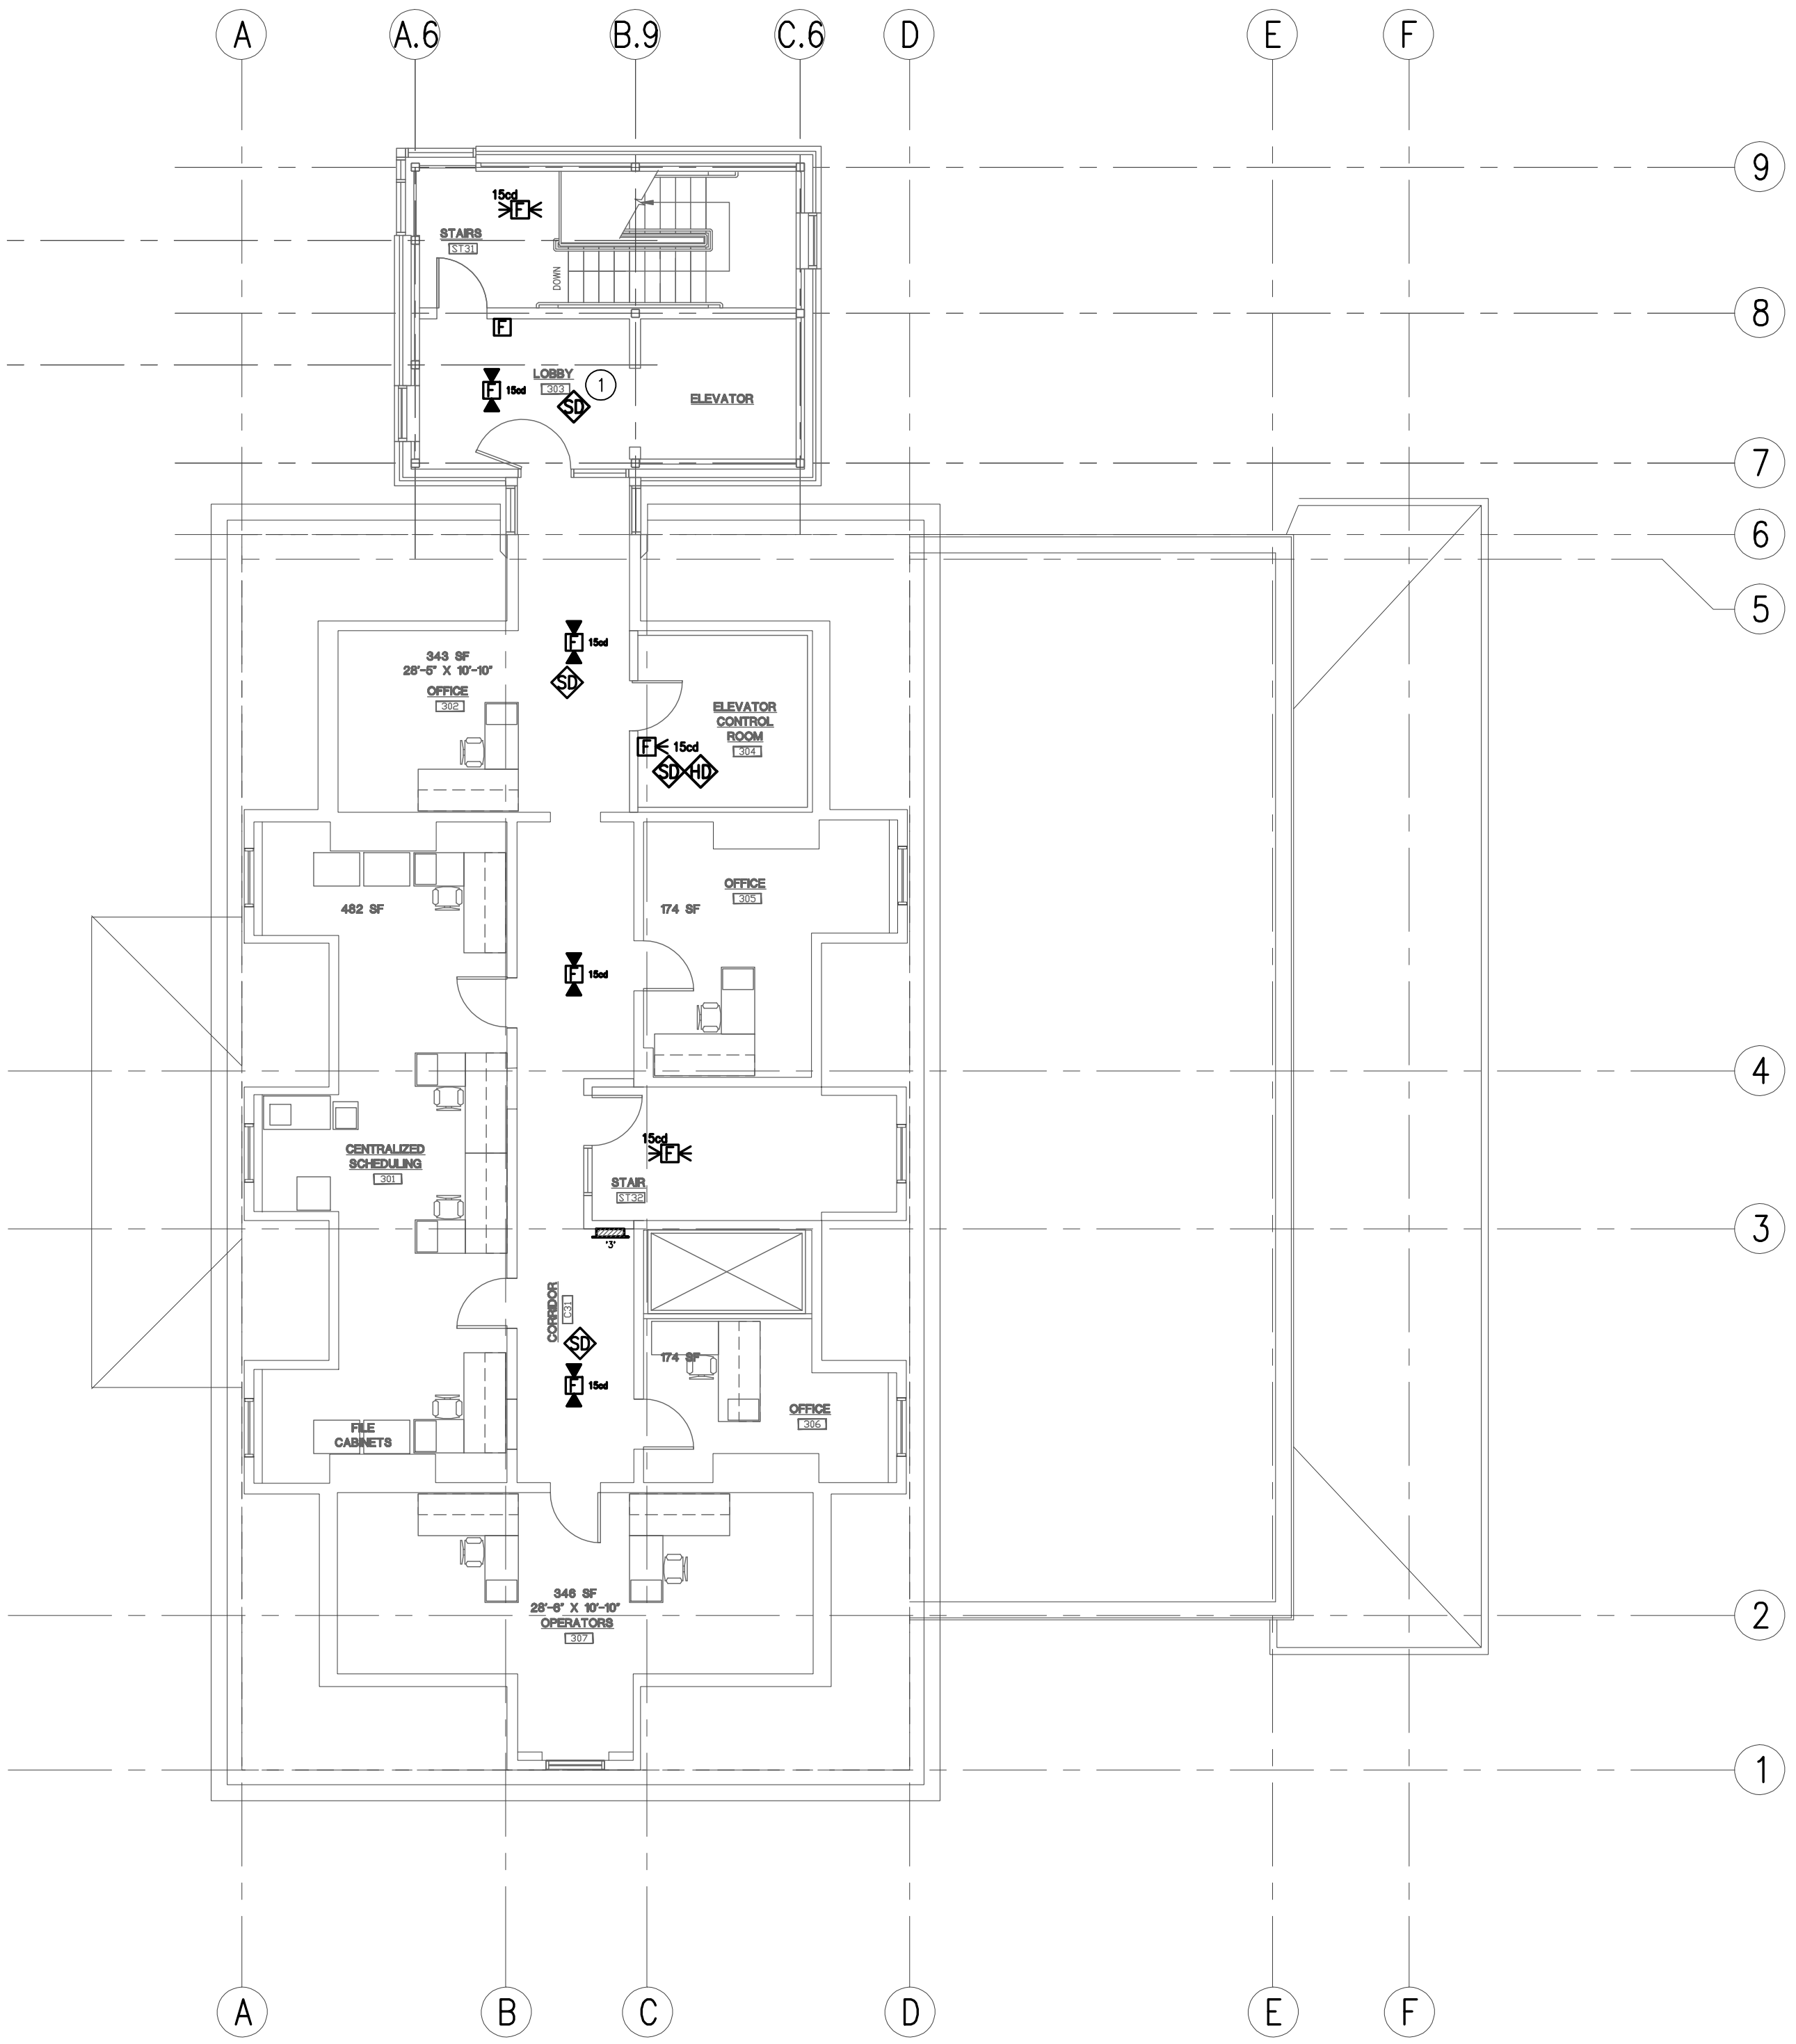 A
A.6
B.9
C.6
D
E
F
9
15cd
F
STAIRS
ST31
DOWN
8
F
LOBBY
303
1
F
15cd
SD
ELEVATOR
7
6
5
F
15cd
343 SF
28'-5" X 10'-10"
SD
OFFICE
302
ELEVATOR
CONTROL
ROOM
304
F
15cd
SD
HD
OFFICE
305
482 SF
174 SF
F
15cd
4
15cd
F
CENTRALIZED
SCHEDULING
301
STAIR
ST32
3
'3'
CORRIDOR
C31
SD
174 SF
F
15cd
OFFICE
306
FILE
CABINETS
346 SF
28'-6" X 10'-10"
OPERATORS
307
2
1
A
B
C
D
E
F